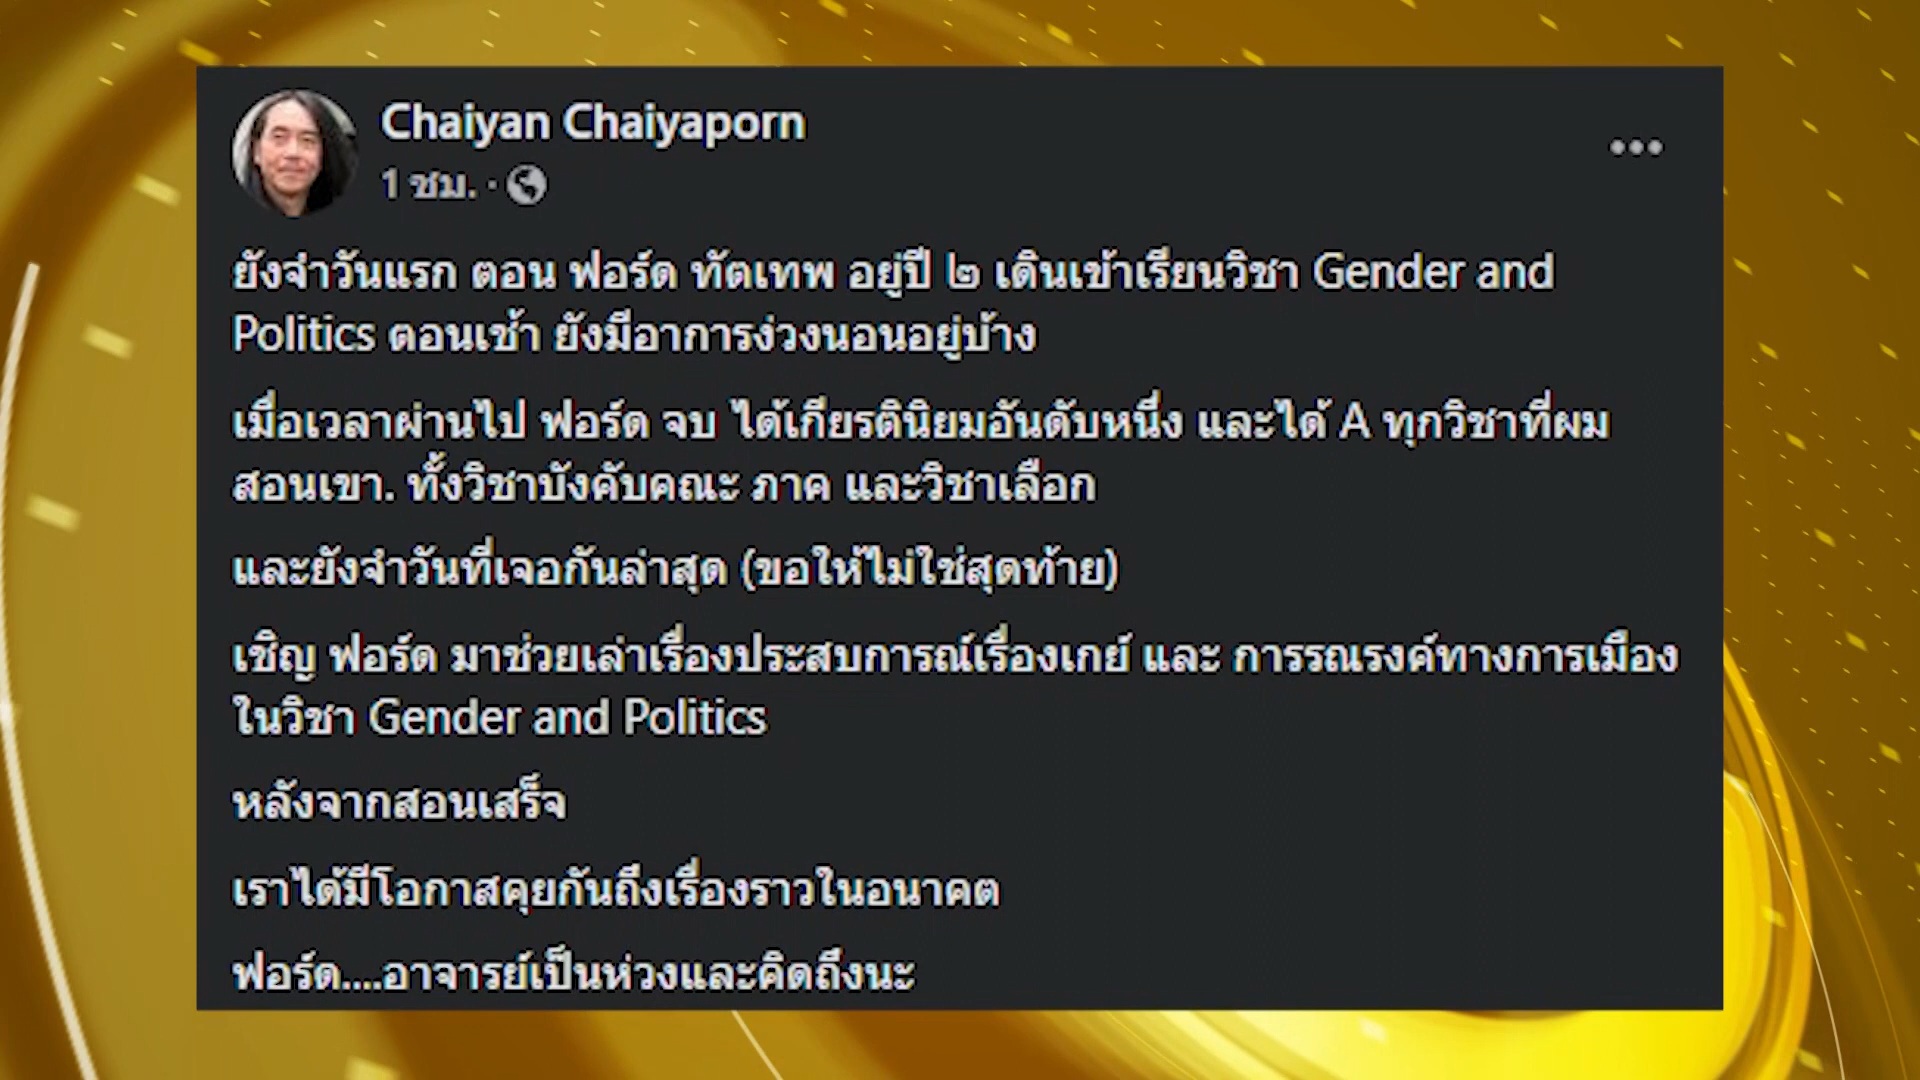 Chaiyan Chaiyaporn
1 ชม. ·
ยังจำวันแรก ตอน ฟอร์ด ทัตเทพ อยู่ปี ๒ เดินเข้าเรียนวิชา Gender and
Politics ตอนเช้า ยังมีอาการง่วงนอนอยู่บ้าง
เมื่อเวลาผ่านไป ฟอร์ด จบ ได้เกียรตินิยมอันดับหนึ่ง และได้ A ทุกวิชาที่ผม
สอนเขา. ทั้งวิชาบังคับคณะ ภาค และวิชาเลือก
และยังจำวันที่เจอกันล่าสุด (ขอให้ไม่ใช่สุดท้าย)
เชิญ ฟอร์ด มาช่วยเล่าเรื่องประสบการณ์เรื่องเกย์ และ การรณรงค์ทางการเมือง
ในวิชา Gender and Politics
หลังจากสอนเสร็จ
เราได้มีโอกาสคุยกันถึงเรื่องราวในอนาคต
ฟอร์ด....อาจารย์เป็นห่วงและคิดถึงนะ